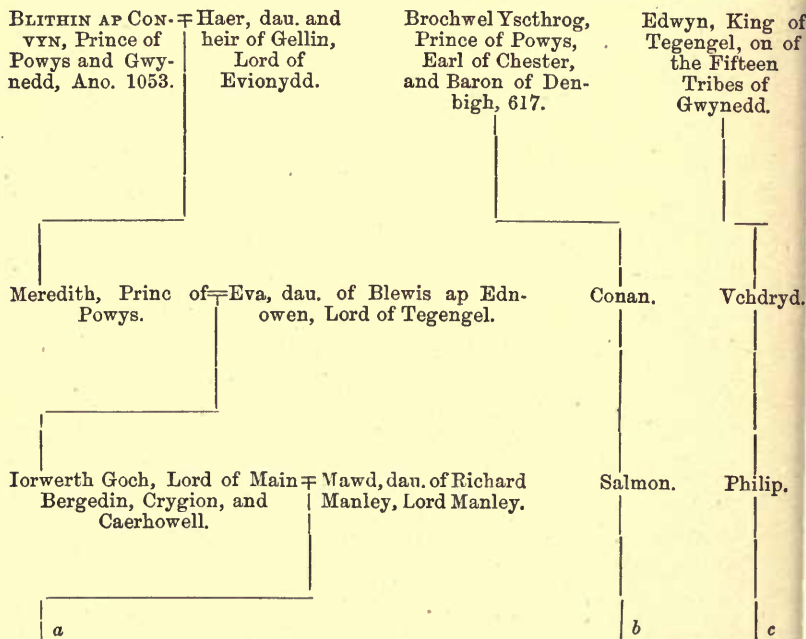 BLITHIN AP CON-
VYN, Prince of
Powys and Gwy-
nedd, Ano. 1053.
Haer, dau. and
heir of Gellin,
Lord of
Evionydd.
Brochwel Yscthrog,
Prince of Powys,
Earl of Chester,
and Baron of Den-
bigh, 617.
Edwyn, King of
Tegengel, on of
the Fifteen
Tribes of
Gwynedd.
Meredith, Princ of
Powys.
Eva, dau. of Blewis ap Edn-
owen, Lord of Tegengel.
Conan.
Vchdryd.
Iorwerth Goch, Lord of Main
Bergedin, Crygion, and
Caerhowell.
Mawd, dau. of Richard
Manley, Lord Manley.
Salmon.
Philip.
a
b
c